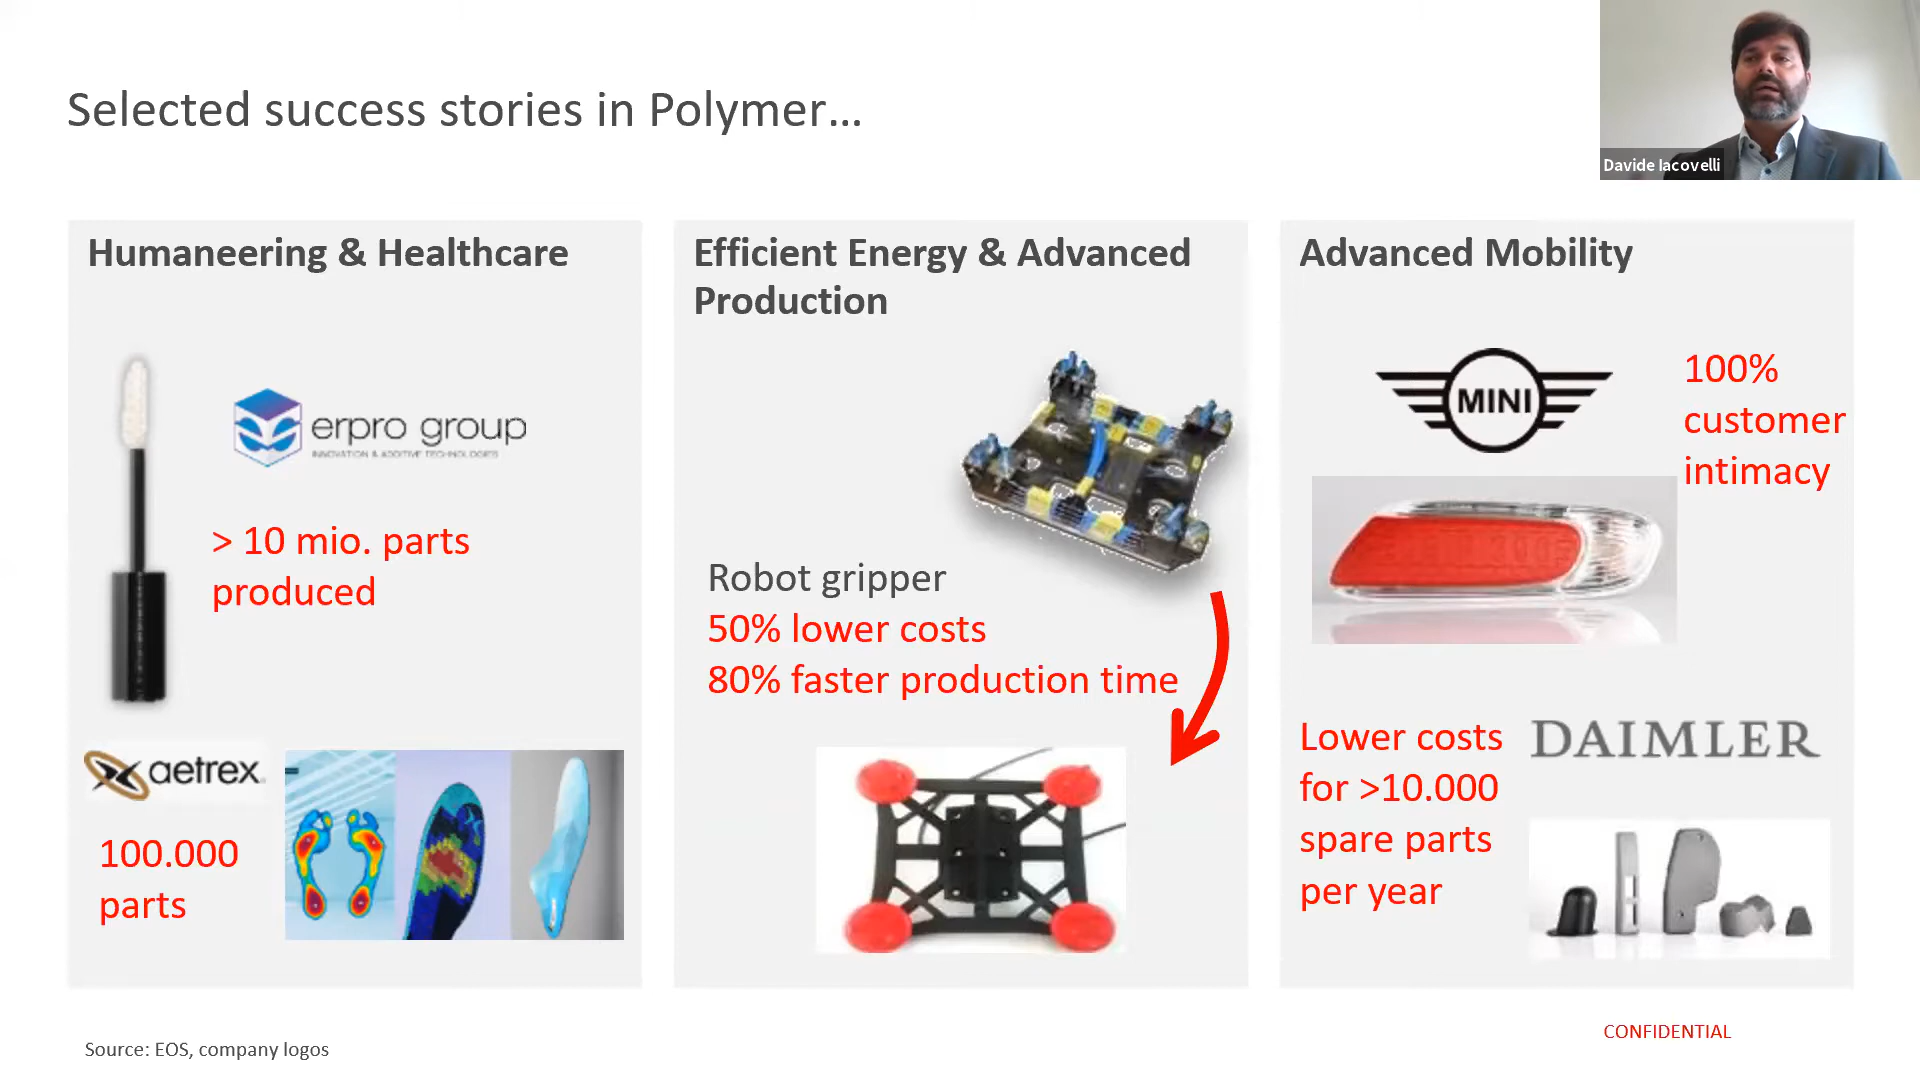 Selected success stories in Polymer...
Davide Iacovelli
Humaneering & Healthcare
erpro group
INNOVATION & ADDITIVE TECHNOLOGIES
> 10 mio. parts
produced
aetrex
100.000
parts
Efficient Energy & Advanced
Production
Robot gripper
50% lower costs
80% faster production time
Advanced Mobility
MINI
100%
customer
intimacy
Lower costs
for >10.000
spare parts
per year
DAIMLER
CONFIDENTIAL
Source: EOS, company logos